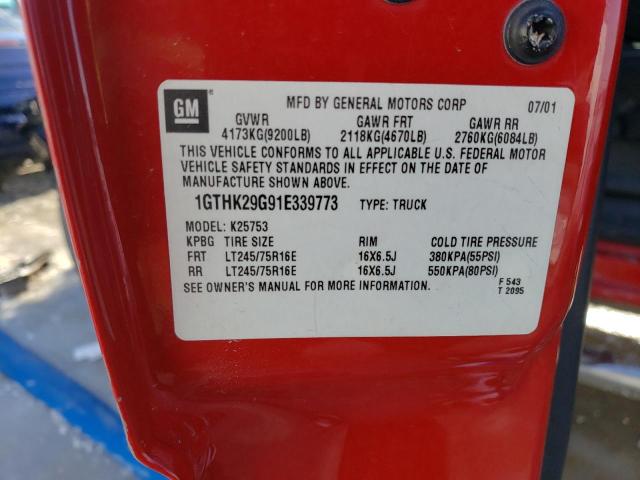 GM MFD BY GENERAL MOTORS CORP 07/01
GVWR GAWR FRT GAWR RR
4173KG(9200LB) 2118KG(4670LB) 2760KG(6084LB)
THIS VEHICLE CONFORMS TO ALL APPLICABLE U.S. FEDERAL MOTOR
VEHICLE SAFETY STANDARDS IN EFFECT ON THE DATE OF
MANUFACTURE SHOWN ABOVE.
1GTHK29G91E339773 TYPE: TRUCK
MODEL: K25753
KPBG TIRE SIZE RIM COLD TIRE PRESSURE
FRT LT245/75R16E 16X6.5J 380KPA(55PSI)
RR LT245/75R16E 16X6.5J 550KPA(80PSI)
SEE OWNER'S MANUAL FOR MORE INFORMATION.
F 543
T 2095